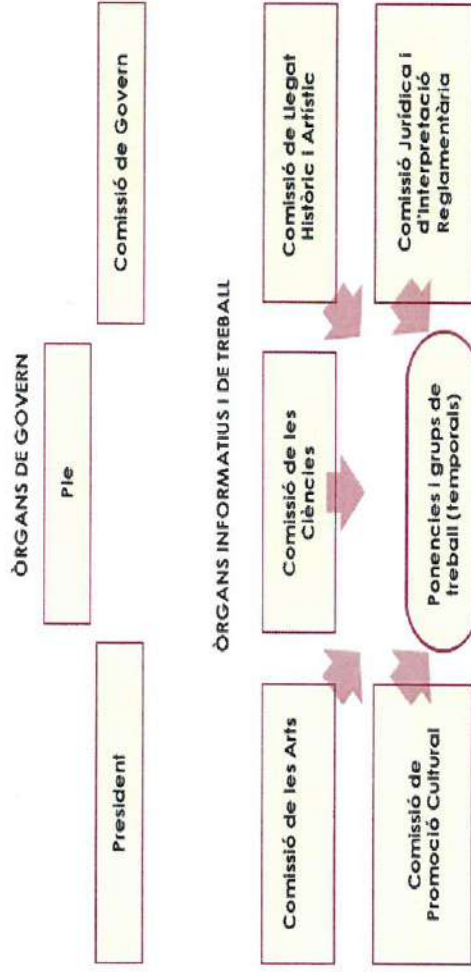 ÒRGANS DE GOVERN
Ple
President
Comissió de Govern
ÒRGANS INFORMATIUS I DE TREBALL
Comissió de les Arts
Comissió de les
Ciències
Comissió de Llegat
Històric i Artístic
Comissió de
Promoció Cultural
Ponencies i grups de
treball (temporals)
Comissió Jurídica i
d'Interpretació
Reglamentària